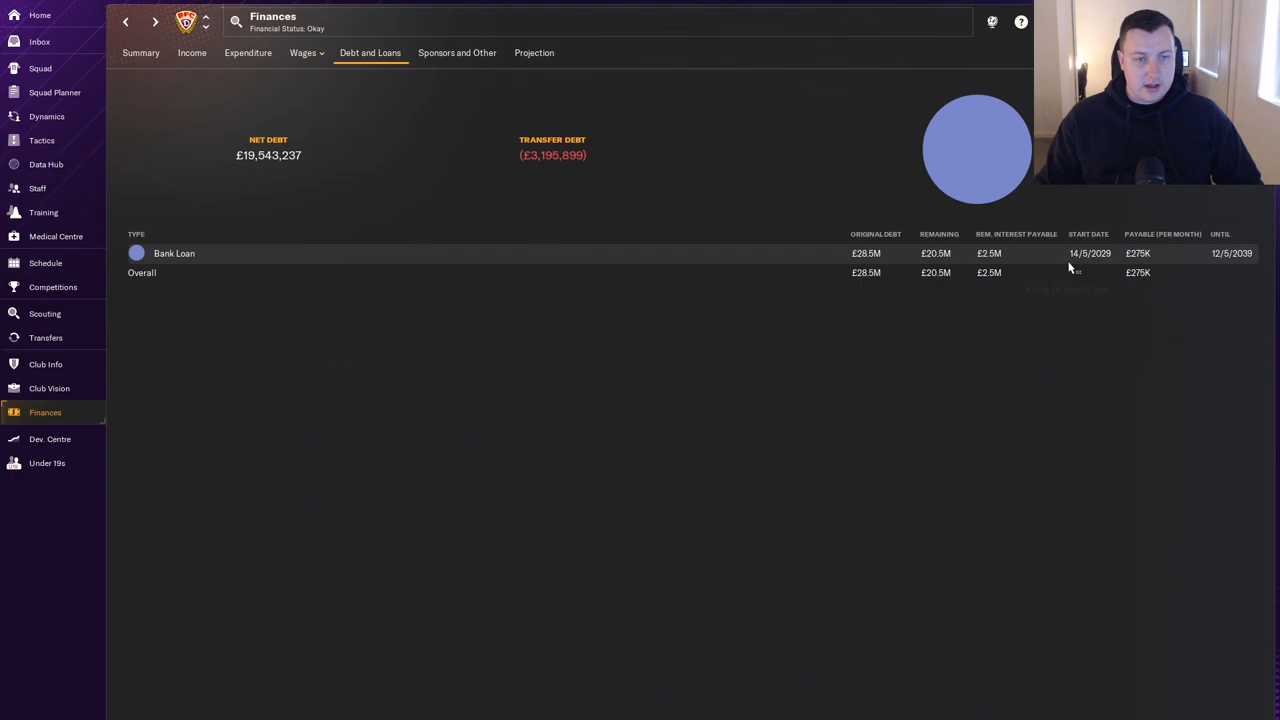 Home
Inbox
Squad
Squad Planner
Dynamics
Tactics
Data Hub
Staff
Training
Medical Centre
Schedule
Competitions
Scouting
Transfers
Club Info
Club Vision
Finances
Dev. Centre
Under 19s
Finances
Financial Status: Okay
?
Summary Income Expenditure Wages Debt and Loans Sponsors and Other Projection
NET DEBT
£19,543,237
TRANSFER DEBT
(£3,195,899)
TYPE ORIGINAL DEBT REMAINING REM. INTEREST PAYABLE START DATE PAYABLE (PER MONTH) UNTIL
Bank Loan £28.5M £20.5M £2.5M 14/5/2029 £275K 12/5/2039
Overall £28.5M £20.5M £2.5M £275K